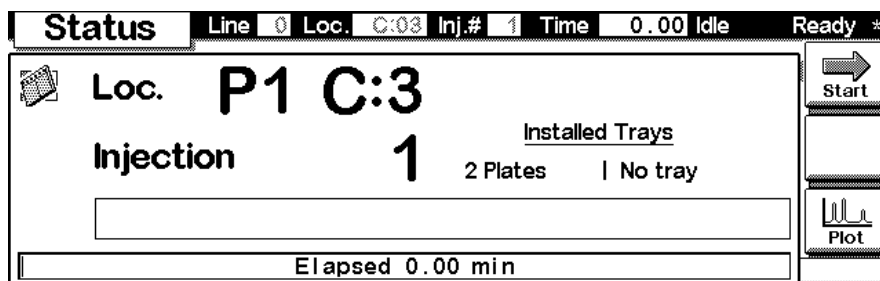 Status Line 0 Loc. C:03 Inj.# 1 Time 0.00 Idle Ready *
Loc. P1 C:3
Start
Installed Trays
Injection 1
2 Plates | No tray
Plot
Elapsed 0.00 min